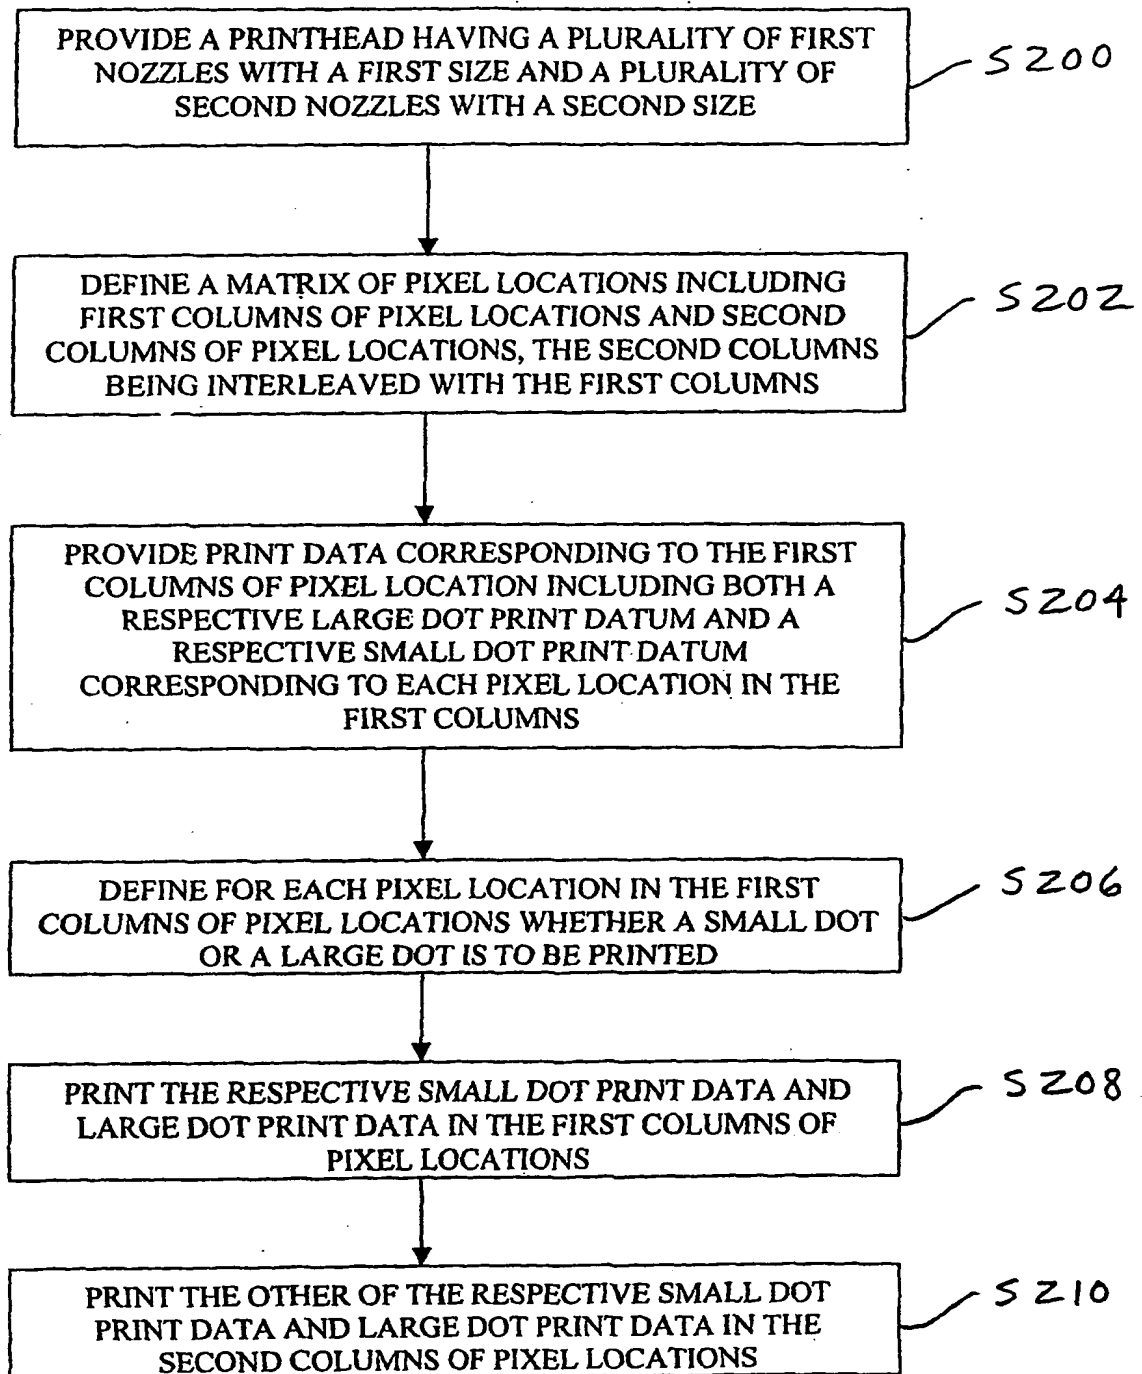 PROVIDE A PRINTHEAD HAVING A PLURALITY OF FIRST
NOZZLES WITH A FIRST SIZE AND A PLURALITY OF
SECOND NOZZLES WITH A SECOND SIZE
S200
DEFINE A MATRIX OF PIXEL LOCATIONS INCLUDING
FIRST COLUMNS OF PIXEL LOCATIONS AND SECOND
COLUMNS OF PIXEL LOCATIONS, THE SECOND COLUMNS
BEING INTERLEAVED WITH THE FIRST COLUMNS
S202
PROVIDE PRINT DATA CORRESPONDING TO THE FIRST
COLUMNS OF PIXEL LOCATION INCLUDING BOTH A
RESPECTIVE LARGE DOT PRINT DATUM AND A
RESPECTIVE SMALL DOT PRINT DATUM
CORRESPONDING TO EACH PIXEL LOCATION IN THE
FIRST COLUMNS
S204
DEFINE FOR EACH PIXEL LOCATION IN THE FIRST
COLUMNS OF PIXEL LOCATIONS WHETHER A SMALL DOT
OR A LARGE DOT IS TO BE PRINTED
S206
PRINT THE RESPECTIVE SMALL DOT PRINT DATA AND
LARGE DOT PRINT DATA IN THE FIRST COLUMNS OF
PIXEL LOCATIONS
S208
PRINT THE OTHER OF THE RESPECTIVE SMALL DOT
PRINT DATA AND LARGE DOT PRINT DATA IN THE
SECOND COLUMNS OF PIXEL LOCATIONS
S210